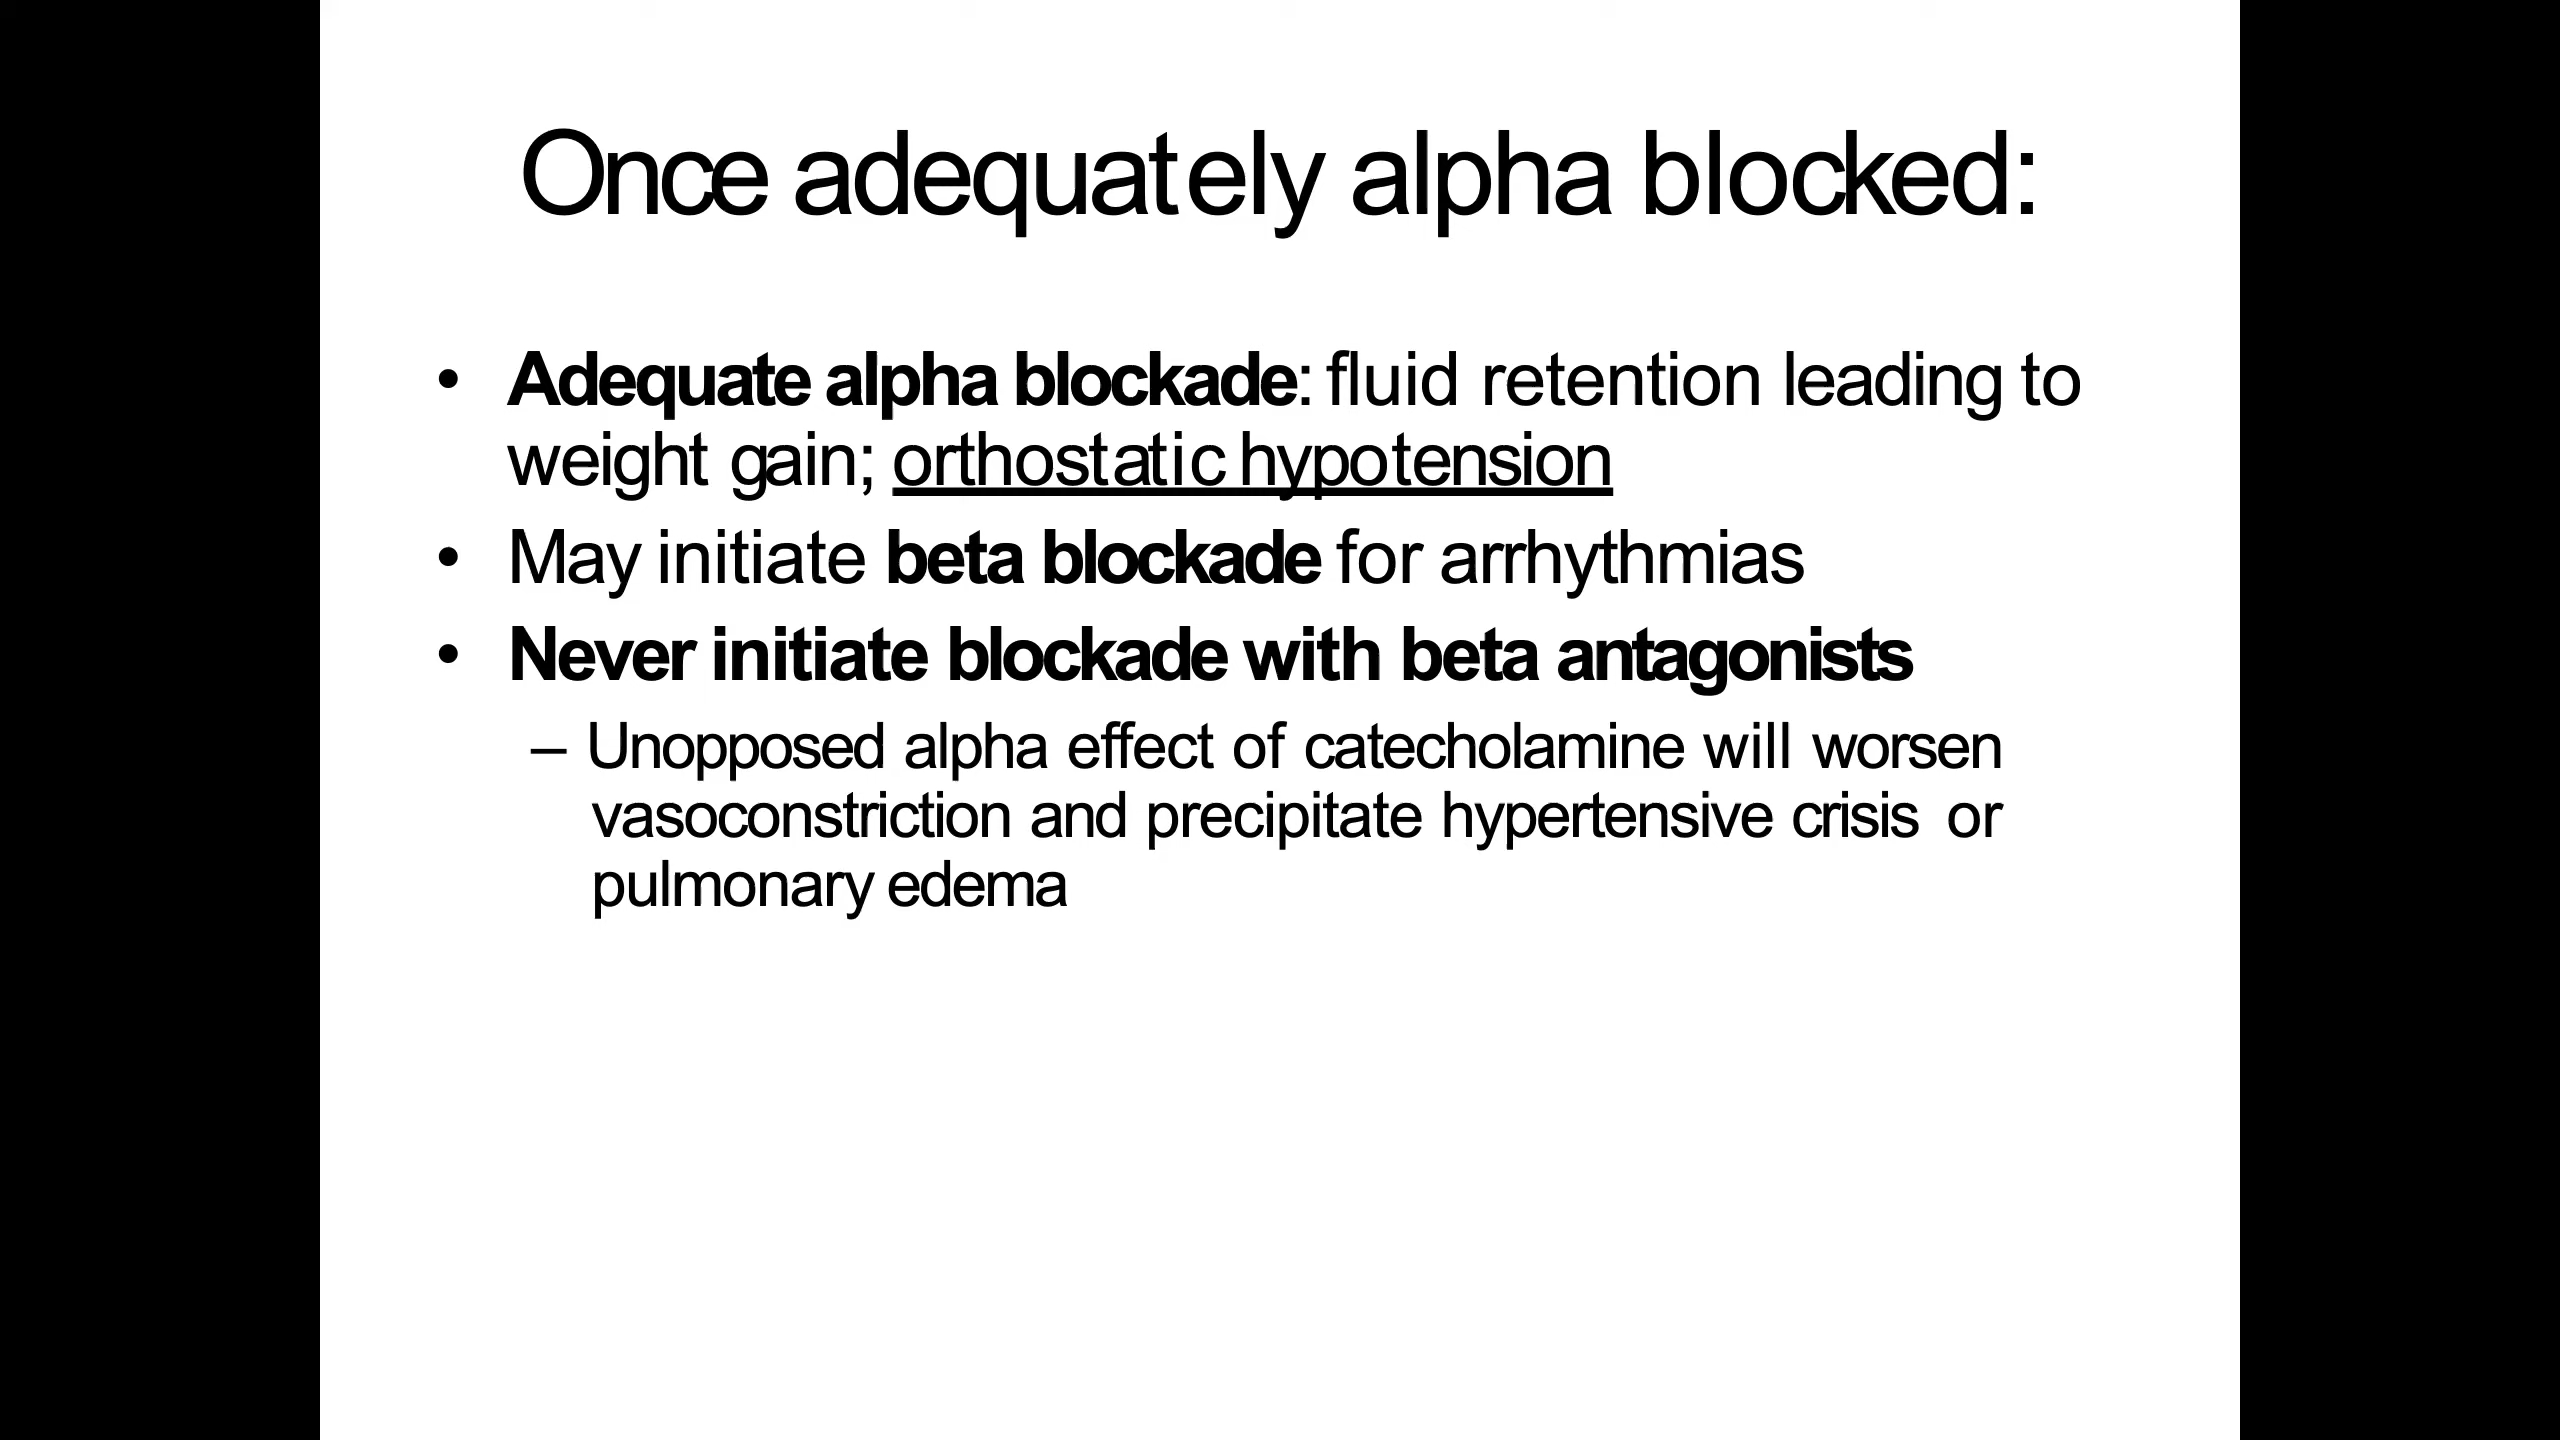 Once adequately alpha blocked:
• Adequate alpha blockade: fluid retention leading to
weight gain; orthostatic hypotension
• May initiate beta blockade for arrhythmias
• Never initiate blockade with beta antagonists
– Unopposed alpha effect of catecholamine will worsen
vasoconstriction and precipitate hypertensive crisis or
pulmonary edema